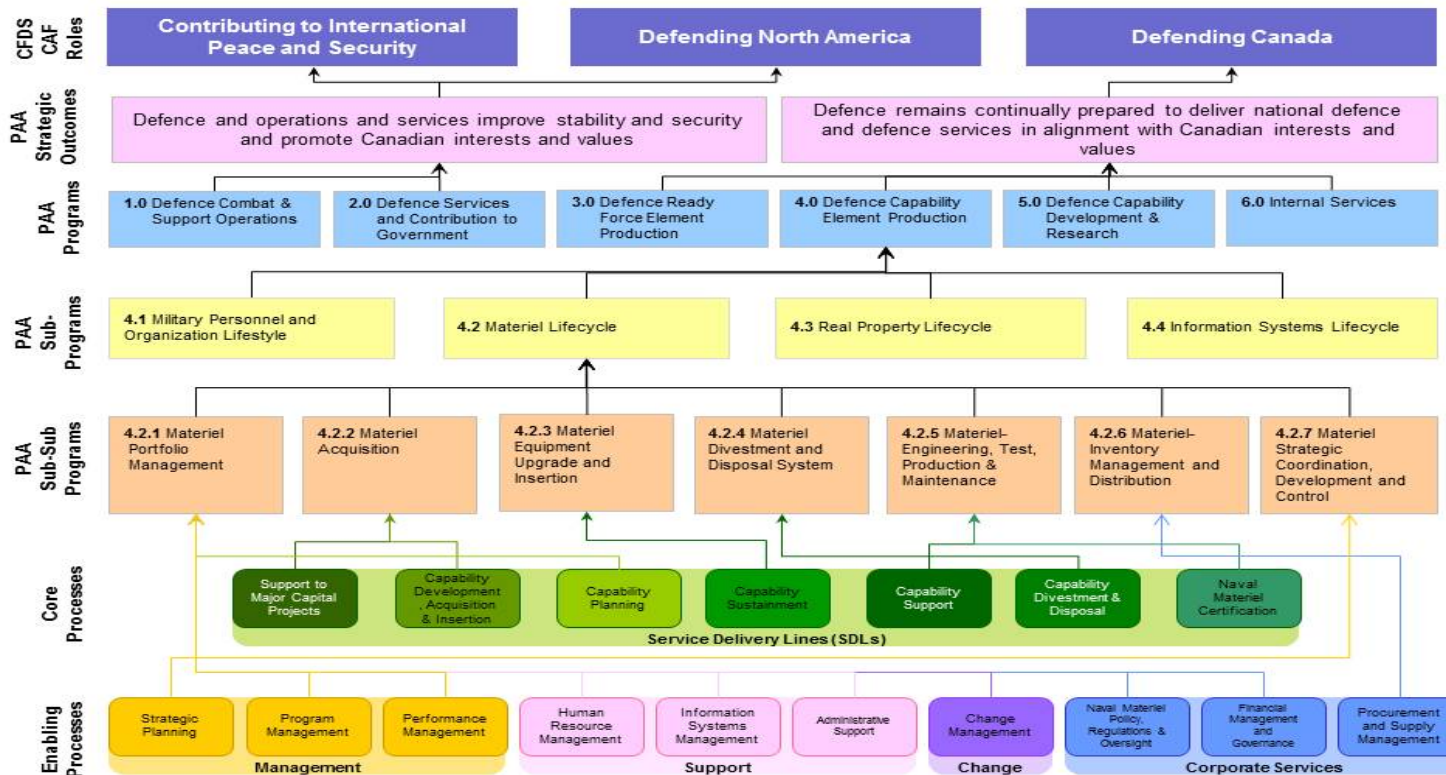 CFDS
CAF
Roles
Contributing to International
Peace and Security
Defending North America
Defending Canada
PAA
Strategic
Outcomes
Defence and operations and services improve stability and security
and promote Canadian interests and values
Defence remains continually prepared to deliver national defence
and defence services in alignment with Canadian interests and
values
PAA
Programs
1.0 Defence Combat &
Support Operations
2.0 Defence Services
and Contribution to
Government
3.0 Defence Ready
Force Element
Production
4.0 Defence Capability
Element Production
5.0 Defence Capability
Development &
Research
6.0 Internal Services
PAA
Sub-
Programs
4.1 Military Personnel and
Organization Lifestyle
4.2 Materiel Lifecycle
4.3 Real Property Lifecycle
4.4 Information Systems Lifecycle
PAA
Sub-Sub
Programs
4.2.1 Materiel
Portfolio
Management
4.2.2 Materiel
Acquisition
4.2.3 Materiel
Equipment
Upgrade and
Insertion
4.2.4 Materiel
Divestment and
Disposal System
4.2.5 Materiel-
Engineering, Test,
Production &
Maintenance
4.2.6 Materiel-
Inventory
Management and
Distribution
4.2.7 Materiel
Strategic
Coordination,
Development and
Control
Core
Processes
Support to
Major Capital
Projects
Capability
Development
, Acquisition
& Insertion
Capability
Planning
Capability
Sustainment
Capability
Support
Capability
Divestment &
Disposal
Naval
Materiel
Certification
Service Delivery Lines (SDLs)
Enabling
Processes
Strategic
Planning
Program
Management
Performance
Management
Management
Human
Resource
Management
Information
Systems
Management
Administrative
Support
Support
Change
Management
Change
Naval Materiel
Policy,
Regulations &
Oversight
Financial
Management
and
Governance
Procurement
and Supply
Management
Corporate Services